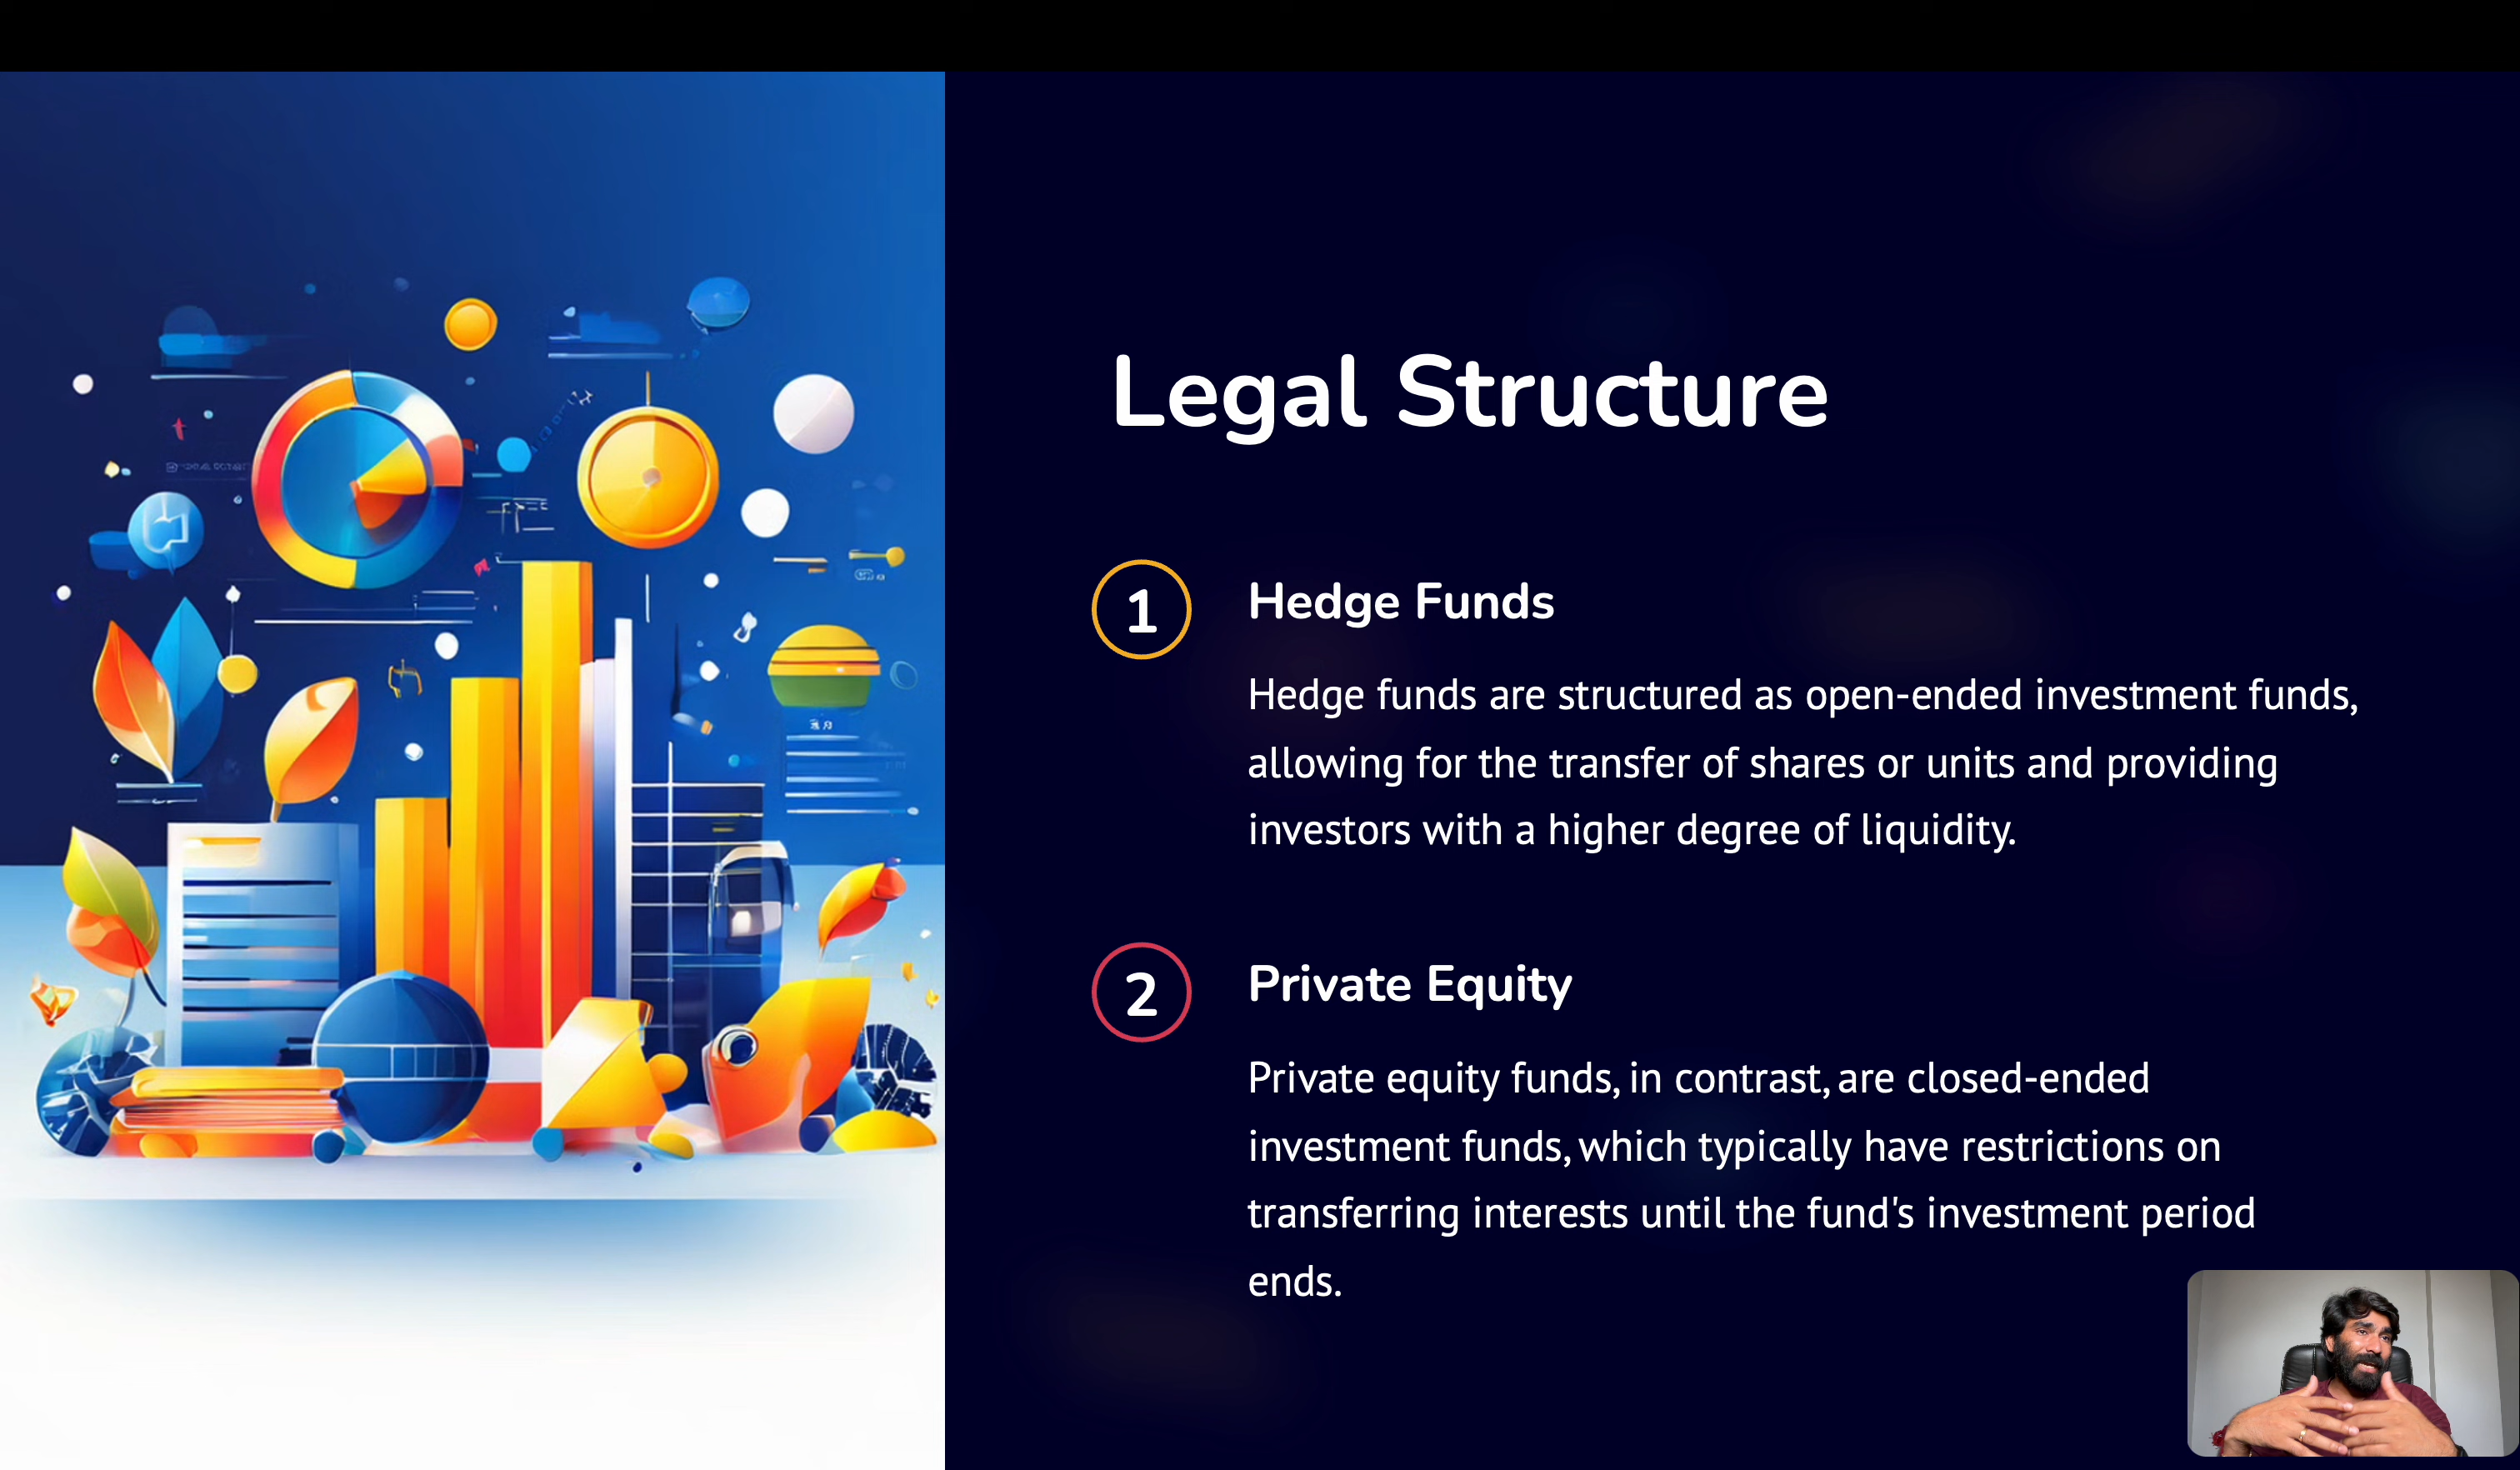 Legal Structure
1
Hedge Funds
Hedge funds are structured as open-ended investment funds,
allowing for the transfer of shares or units and providing
investors with a higher degree of liquidity.
2
Private Equity
Private equity funds, in contrast, are closed-ended
investment funds, which typically have restrictions on
transferring interests until the fund's investment period
ends.